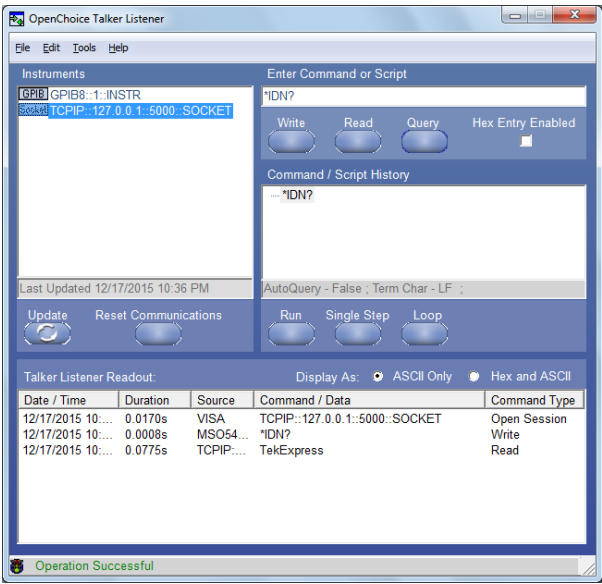 OpenChoice Talker Listener
File Edit Tools Help
Instruments
GPIB GPIB8::1::INSTR
Socket TCPIP::127.0.0.1::5000::SOCKET
Last Updated 12/17/2015 10:36 PM
Update Reset Communications
Enter Command or Script
*IDN?
Write Read Query Hex Entry Enabled
Command / Script History
*IDN?
AutoQuery - False ; Term Char - LF ;
Run Single Step Loop
Talker Listener Readout: Display As: ASCII Only Hex and ASCII
Date / Time Duration Source Command / Data Command Type
12/17/2015 10:... 0.0170s VISA TCPIP::127.0.0.1::5000::SOCKET Open Session
12/17/2015 10:... 0.0008s MSO54... *IDN? Write
12/17/2015 10:... 0.0775s TCPIP:... TekExpress Read
Operation Successful